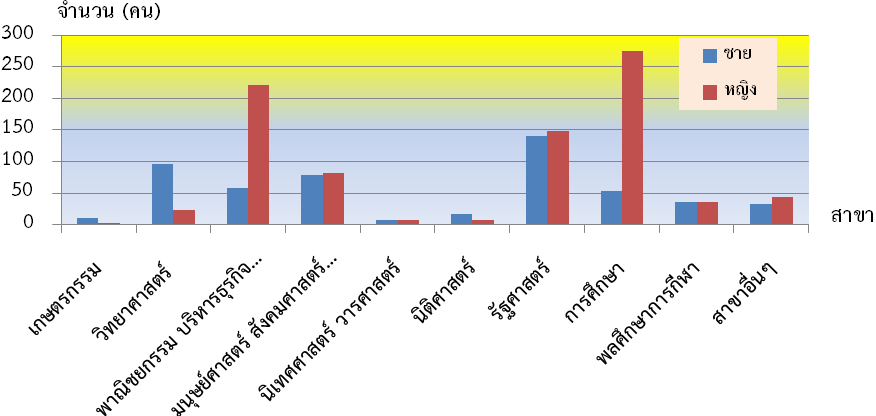 จำนวน (คน)
300
250
200
150
100
50
0
ชาย
หญิง
สาขา
เกษตรกรรม
วิทยาศาสตร์
พาณิชยกรรม บริหารธุรกิจ...
มนุษย์ศาสตร์ สังคมศาสตร์...
นิเทศศาสตร์ วารศาสตร์
นิติศาสตร์
รัฐศาสตร์
การศึกษา
พลศึกษาการกีฬา
สาขาอื่นๆ